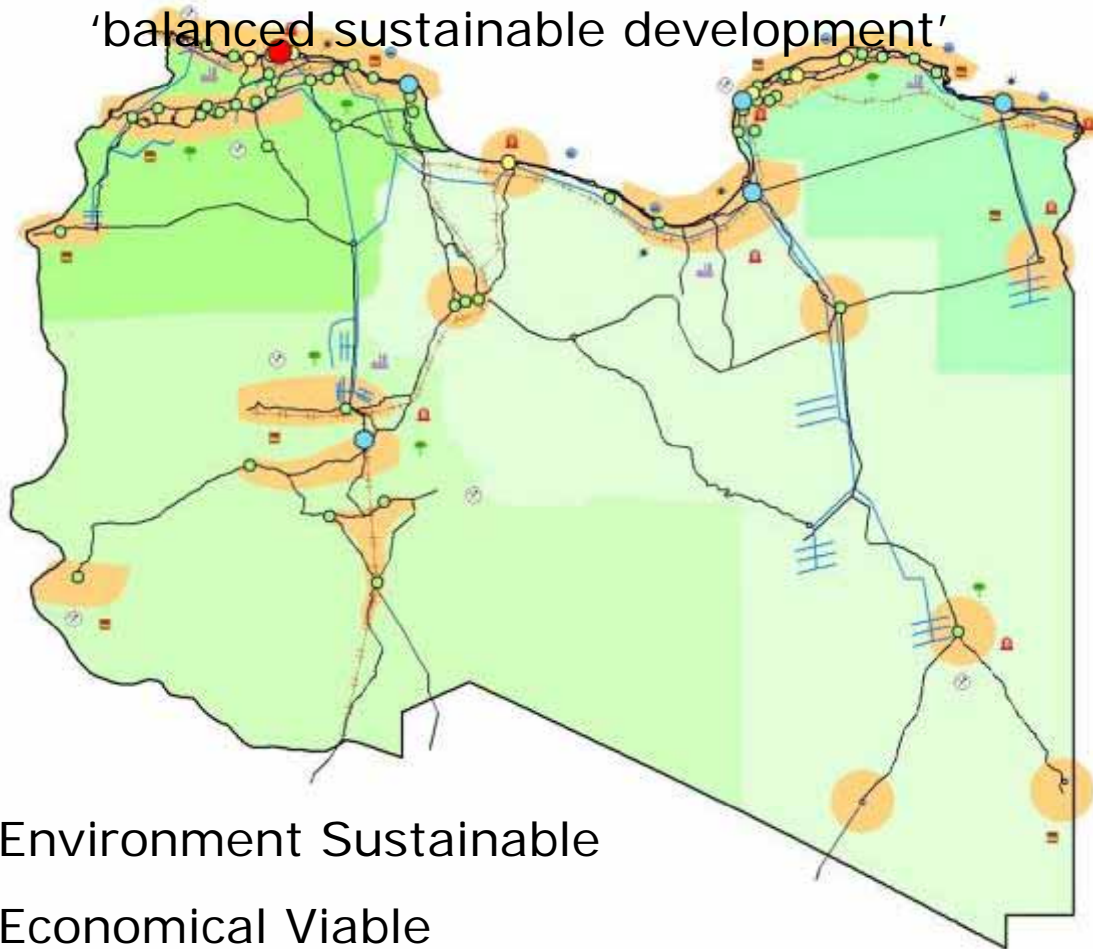 ‘balanced sustainable development’
Environment Sustainable
Economical Viable